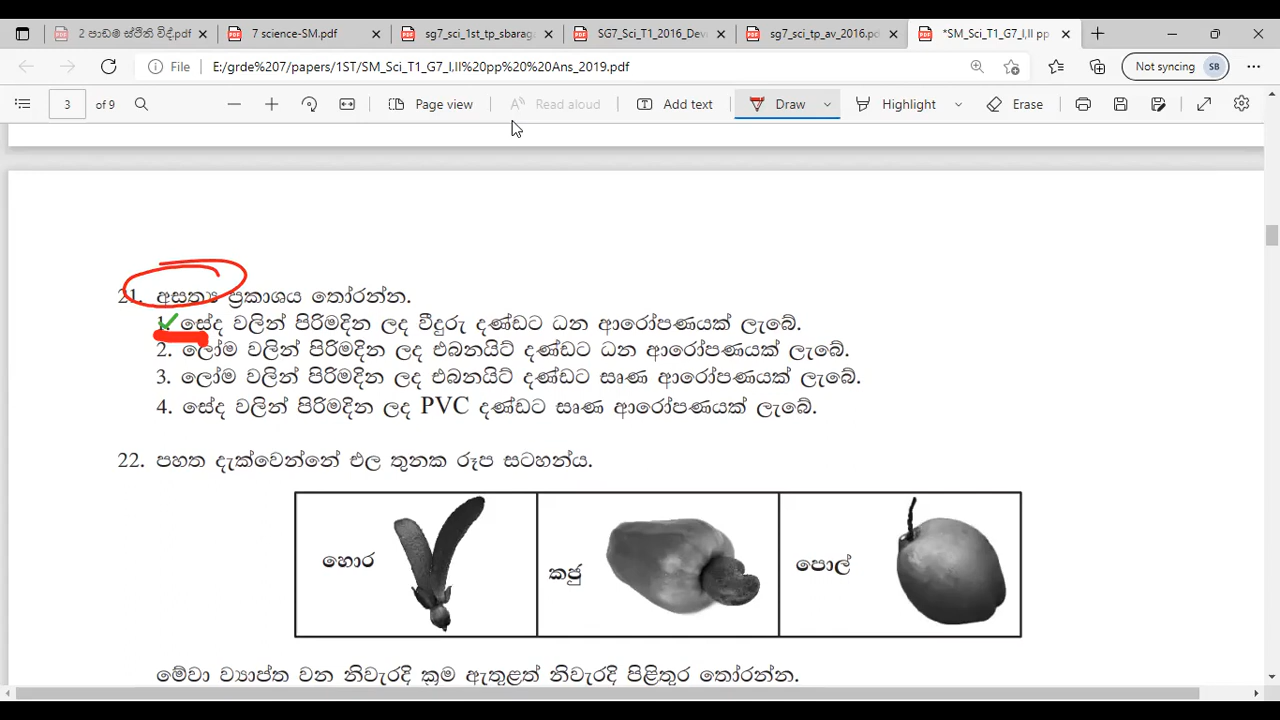 2 පාඩම ස්ථිති විද්.pdf
7 science-SM.pdf
sg7_sci_1st_tp_sbaraga
SG7_Sci_T1_2016_Deve
sg7_sci_tp_av_2016.pd
*SM_Sci_T1_G7_I,II pp
File E:/grde%207/papers/1ST/SM_Sci_T1_G7_I,II%20pp%20%20Ans_2019.pdf
Not syncing SB
3 of 9
Page view
Read aloud
Add text
Draw
Highlight
Erase
21. අසත්‍ය ප්‍රකාශය තෝරන්න.
1. සේද වලින් පිරිමදින ලද වීදුරු දණ්ඩට ධන ආරෝපණයක් ලැබේ.
2. ලෝම වලින් පිරිමදින ලද එබනයිට් දණ්ඩට ධන ආරෝපණයක් ලැබේ.
3. ලෝම වලින් පිරිමදින ලද එබනයිට් දණ්ඩට සෘණ ආරෝපණයක් ලැබේ.
4. සේද වලින් පිරිමදින ලද PVC දණ්ඩට සෘණ ආරෝපණයක් ලැබේ.
22. පහත දැක්වෙන්නේ ඵල තුනක රූප සටහන්ය.
හොර
කජු
පොල්
මේවා ව්‍යාප්ත වන නිවැරදි ක්‍රම ඇතුළත් නිවැරදි පිළිතුර තෝරන්න.